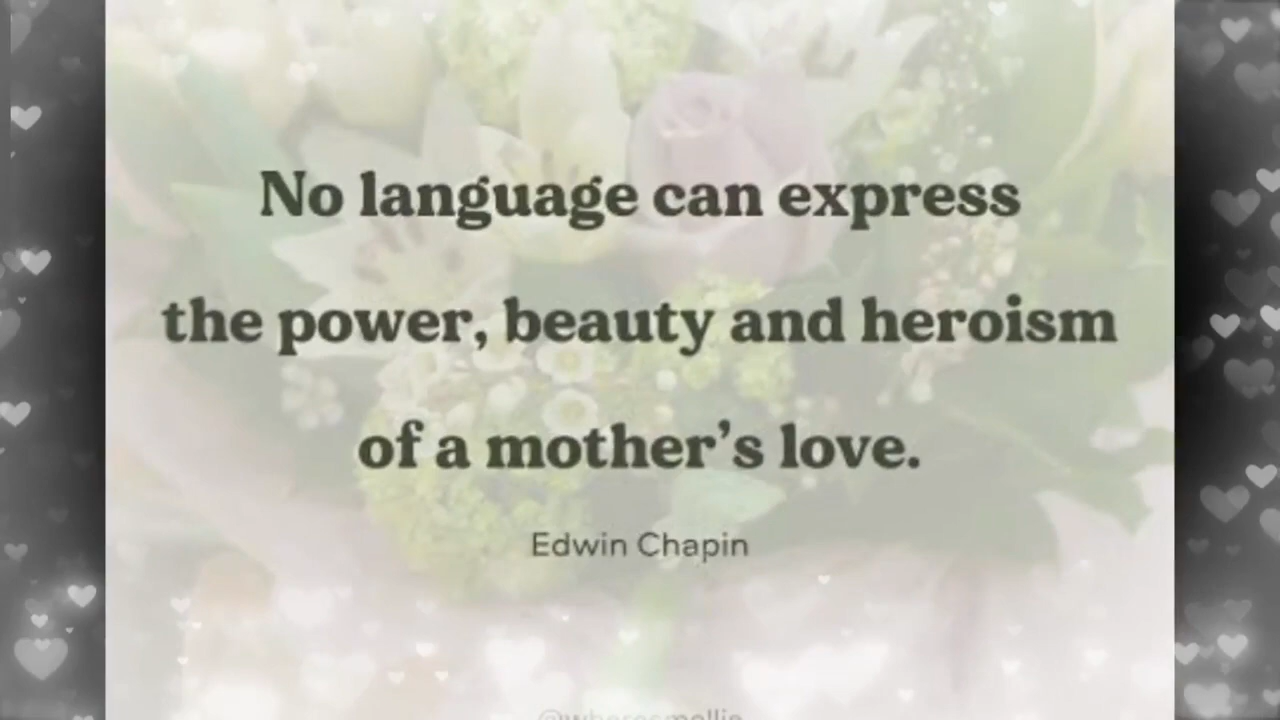 No language can express
the power, beauty and heroism
of a mother’s love.
Edwin Chapin